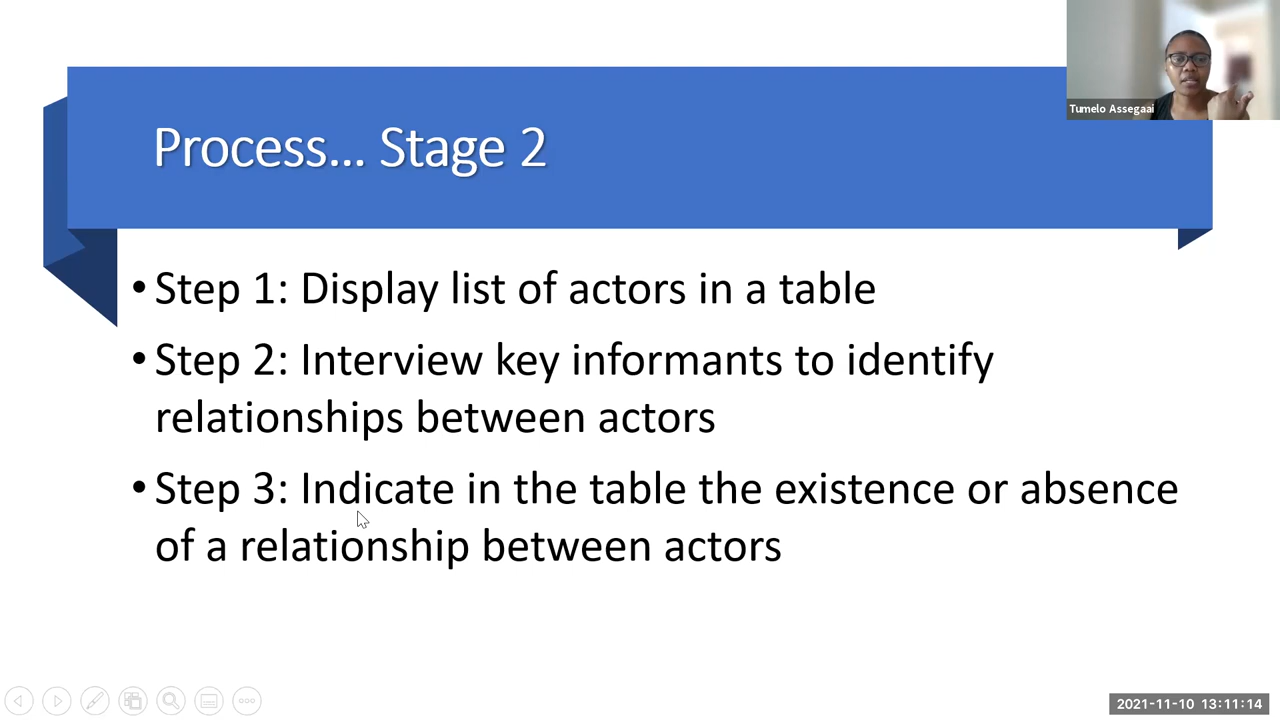 Tumelo Assegaai
Process... Stage 2
• Step 1: Display list of actors in a table
• Step 2: Interview key informants to identify
relationships between actors
• Step 3: Indicate in the table the existence or absence
of a relationship between actors
2021-11-10 13:11:14